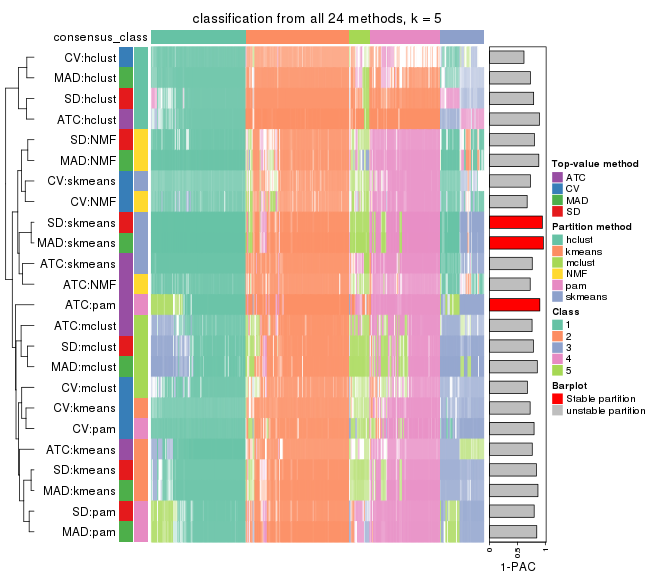 classification from all 24 methods, k = 5
consensus_class
CV:hclust
MAD:hclust
SD:hclust
ATC:hclust
SD:NMF
MAD:NMF
CV:skmeans
CV:NMF
SD:skmeans
MAD:skmeans
ATC:skmeans
ATC:NMF
ATC:pam
ATC:mclust
SD:mclust
MAD:mclust
CV:mclust
CV:kmeans
CV:pam
ATC:kmeans
SD:kmeans
MAD:kmeans
SD:pam
MAD:pam
0
0.5
1
1-PAC
Top-value method
ATC
CV
MAD
SD
Partition method
hclust
kmeans
mclust
NMF
pam
skmeans
Class
1
2
3
4
5
Barplot
Stable partition
unstable partition